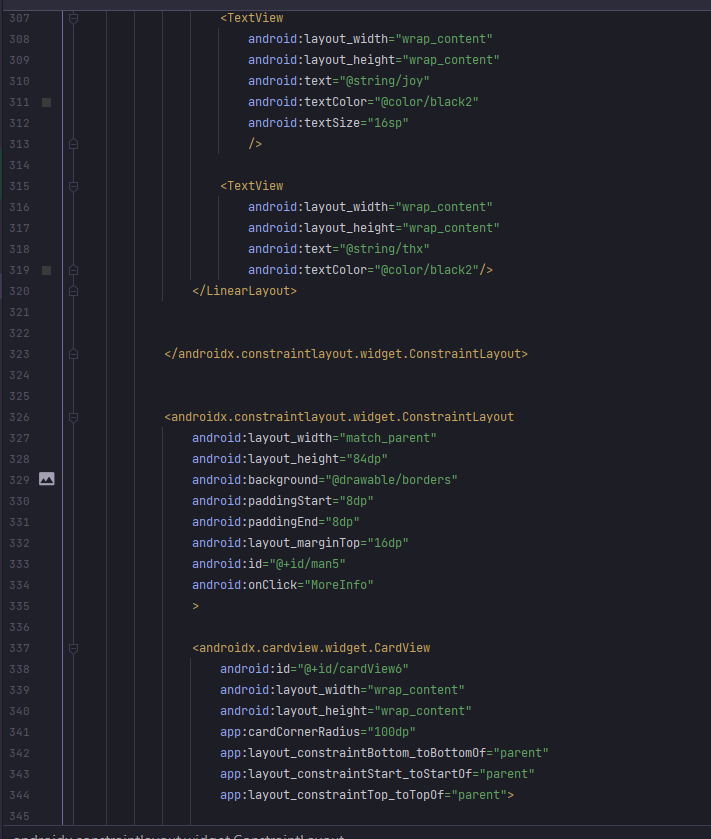 307 <TextView
308 android:layout_width="wrap_content"
309 android:layout_height="wrap_content"
310 android:text="@string/joy"
311 android:textColor="@color/black2"
312 android:textSize="16sp"
313 />
314
315 <TextView
316 android:layout_width="wrap_content"
317 android:layout_height="wrap_content"
318 android:text="@string/thx"
319 android:textColor="@color/black2"/>
320 </LinearLayout>
321
322
323 </androidx.constraintlayout.widget.ConstraintLayout>
324
325
326 <androidx.constraintlayout.widget.ConstraintLayout
327 android:layout_width="match_parent"
328 android:layout_height="84dp"
329 android:background="@drawable/borders"
330 android:paddingStart="8dp"
331 android:paddingEnd="8dp"
332 android:layout_marginTop="16dp"
333 android:id="@+id/man5"
334 android:onClick="MoreInfo"
335 >
336
337 <androidx.cardview.widget.CardView
338 android:id="@+id/cardView6"
339 android:layout_width="wrap_content"
340 android:layout_height="wrap_content"
341 app:cardCornerRadius="100dp"
342 app:layout_constraintBottom_toBottomOf="parent"
343 app:layout_constraintStart_toStartOf="parent"
344 app:layout_constraintTop_toTopOf="parent">
345
androidx.constraintlayout.widget.ConstraintLayout